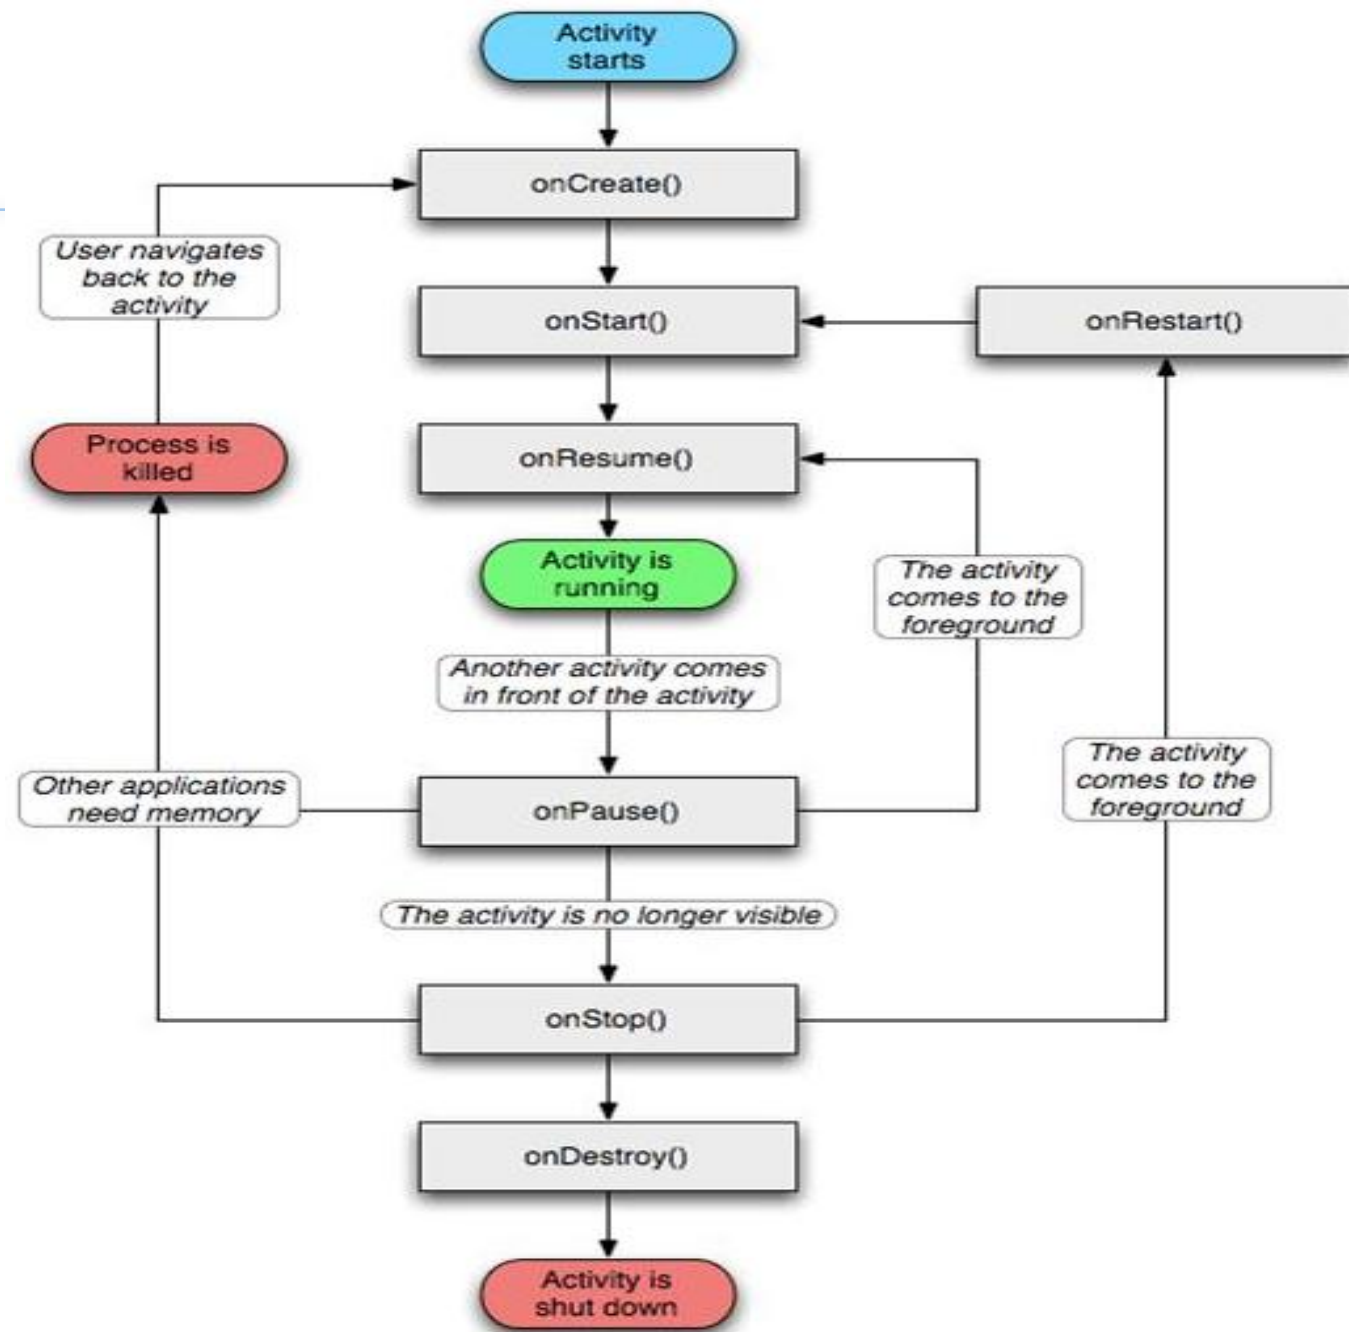 Activity
starts
onCreate()
User navigates
back to the
activity
onStart()
onRestart()
Process is
killed
onResume()
Activity is
running
The activity
comes to the
foreground
Another activity comes
in front of the activity
The activity
comes to the
foreground
Other applications
need memory
onPause()
The activity is no longer visible
onStop()
onDestroy()
Activity is
shut down